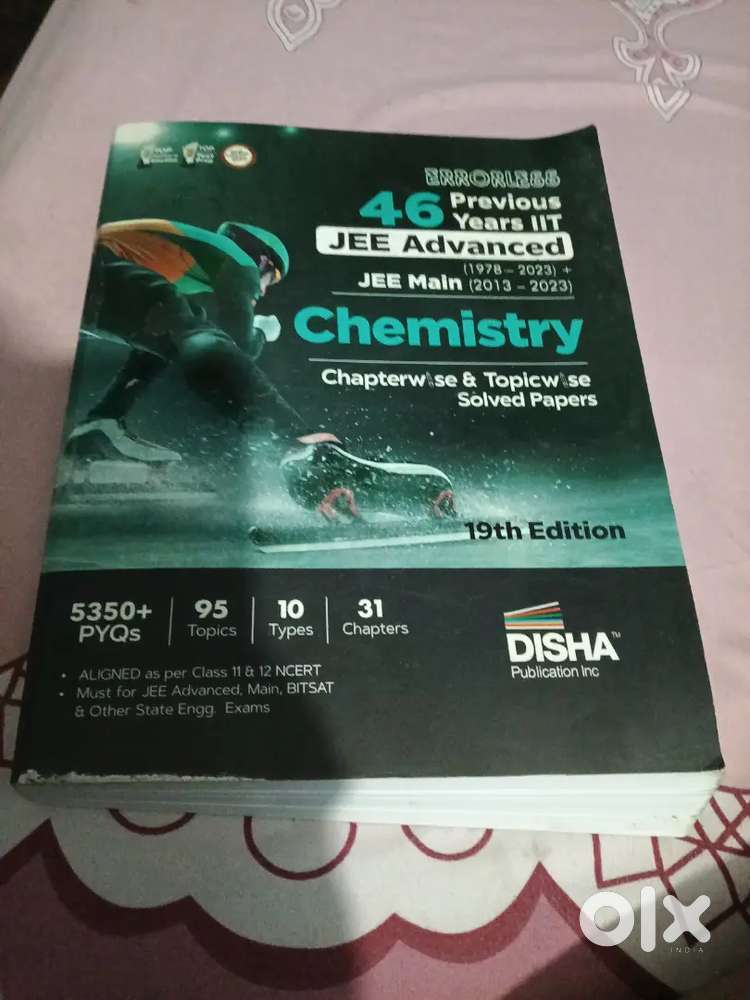 ERRORLESS
46 Previous
Years IIT
JEE Advanced
(1978 – 2023) +
JEE Main (2013 – 2023)
Chemistry
Chapterwise & Topicwise
Solved Papers
19th Edition
5350+ PYQs
95 Topics
10 Types
31 Chapters
• ALIGNED as per Class 11 & 12 NCERT
• Must for JEE Advanced, Main, BITSAT
& Other State Engg. Exams
DISHA™
Publication Inc
olx
INDIA